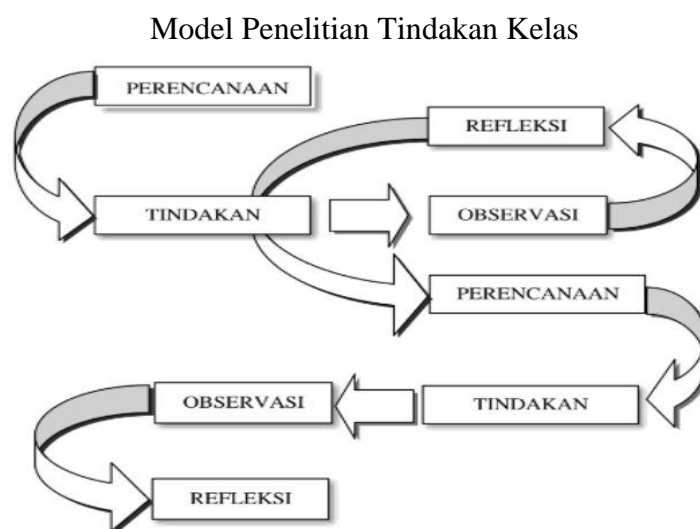 Model Penelitian Tindakan Kelas
PERENCANAAN
TINDAKAN
OBSERVASI
REFLEKSI
PERENCANAAN
TINDAKAN
OBSERVASI
REFLEKSI